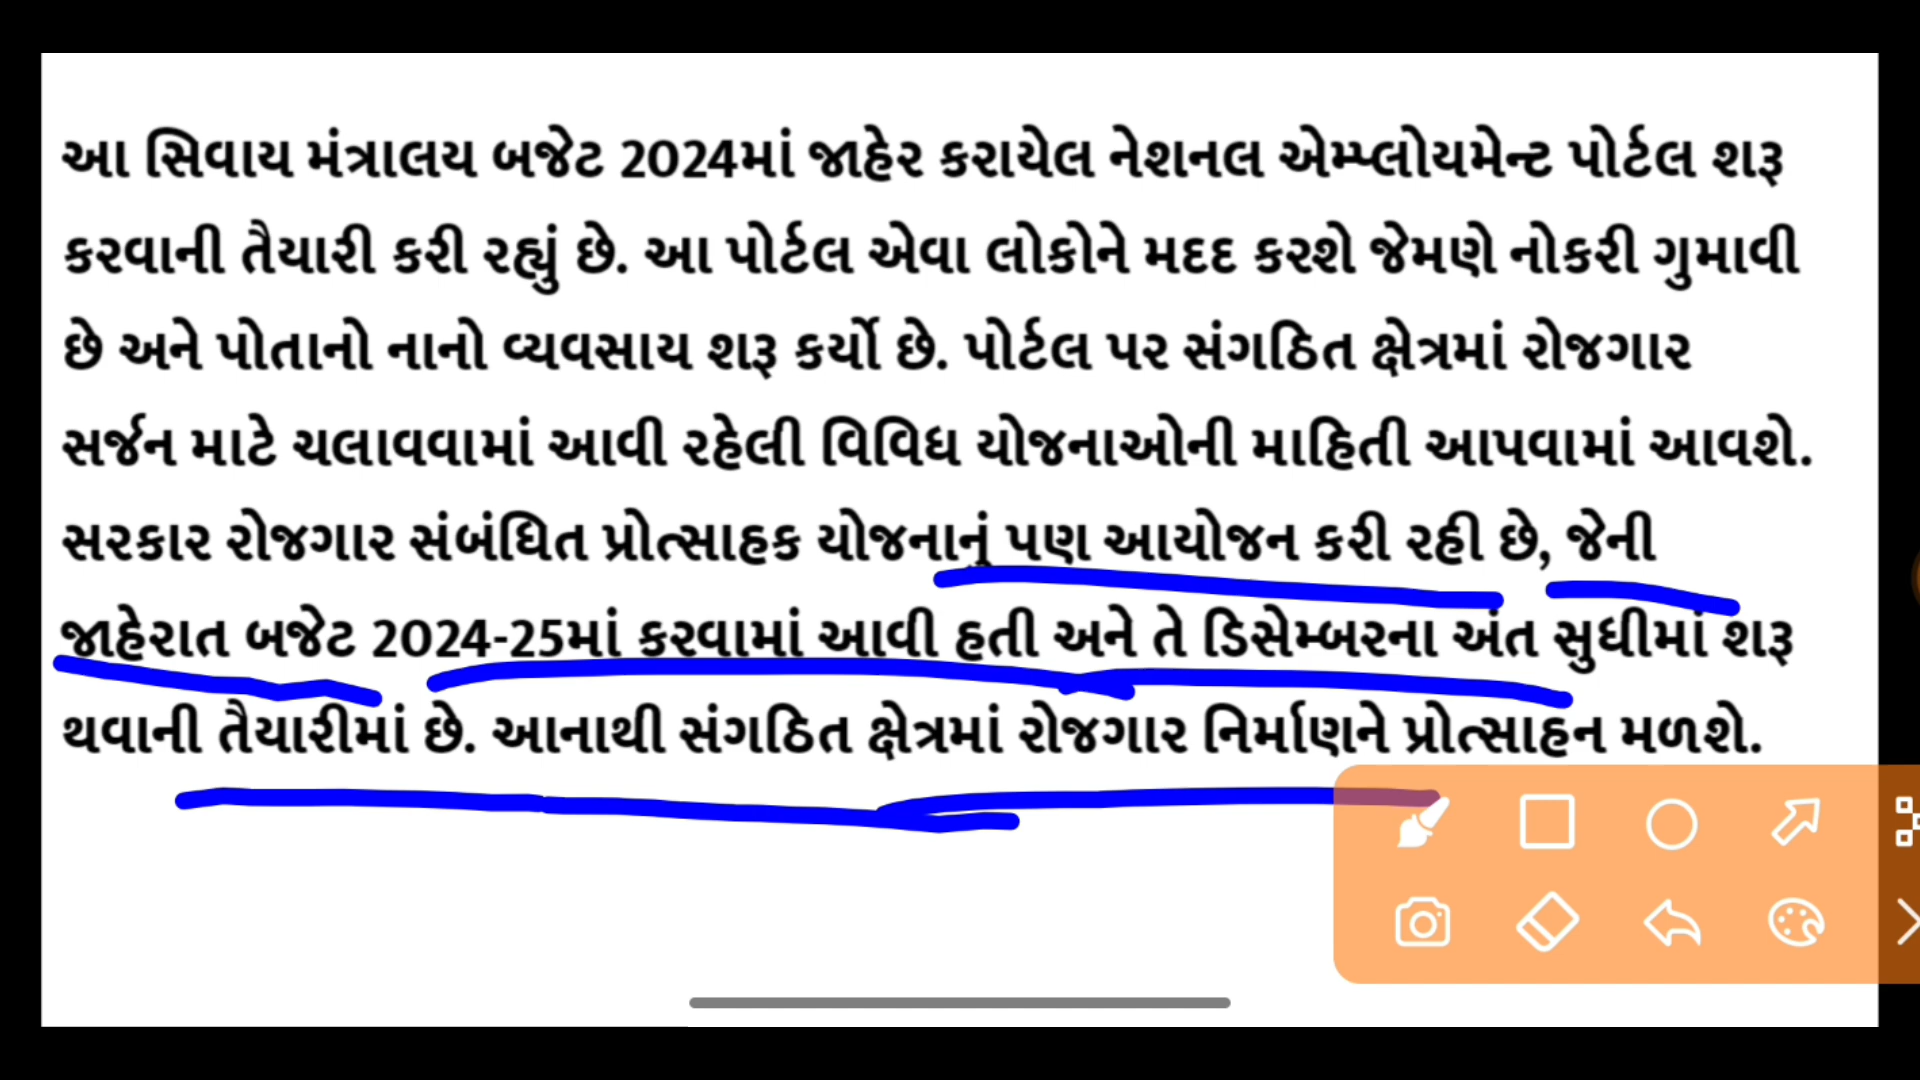 આ સિવાય મંત્રાલય બજેટ 2024માં જાહેર કરાયેલ નેશનલ એમ્પ્લોયમેન્ટ પોર્ટલ શરૂ
કરવાની તૈયારી કરી રહ્યું છે. આ પોર્ટલ એવા લોકોને મદદ કરશે જેમણે નોકરી ગુમાવી
છે અને પોતાનો નાનો વ્યવસાય શરૂ કર્યો છે. પોર્ટલ પર સંગઠિત ક્ષેત્રમાં રોજગાર
સર્જન માટે ચલાવવામાં આવી રહેલી વિવિધ યોજનાઓની માહિતી આપવામાં આવશે.
સરકાર રોજગાર સંબંધિત પ્રોત્સાહક યોજનાનું પણ આયોજન કરી રહી છે, જેની
જાહેરાત બજેટ 2024-25માં કરવામાં આવી હતી અને તે ડિસેમ્બરના અંત સુધીમાં શરૂ
થવાની તૈયારીમાં છે. આનાથી સંગઠિત ક્ષેત્રમાં રોજગાર નિર્માણને પ્રોત્સાહન મળશે.